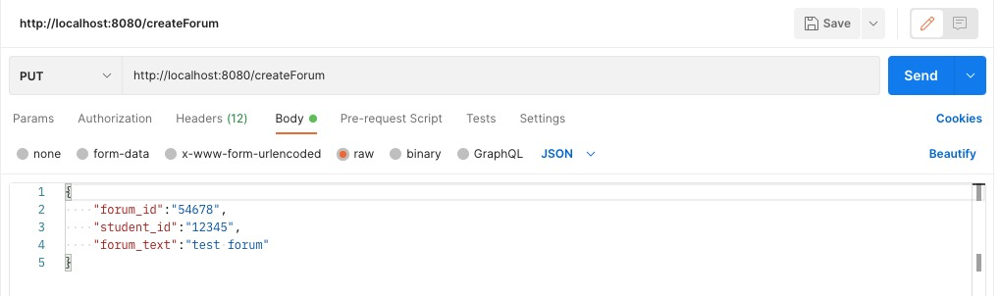 http://localhost:8080/createForum Save
PUT http://localhost:8080/createForum Send
Params Authorization Headers (12) Body Pre-request Script Tests Settings Cookies
none form-data x-www-form-urlencoded raw binary GraphQL JSON Beautify
1 {
2 "forum_id":"54678",
3 "student_id":"12345",
4 "forum_text":"test forum"
5 }